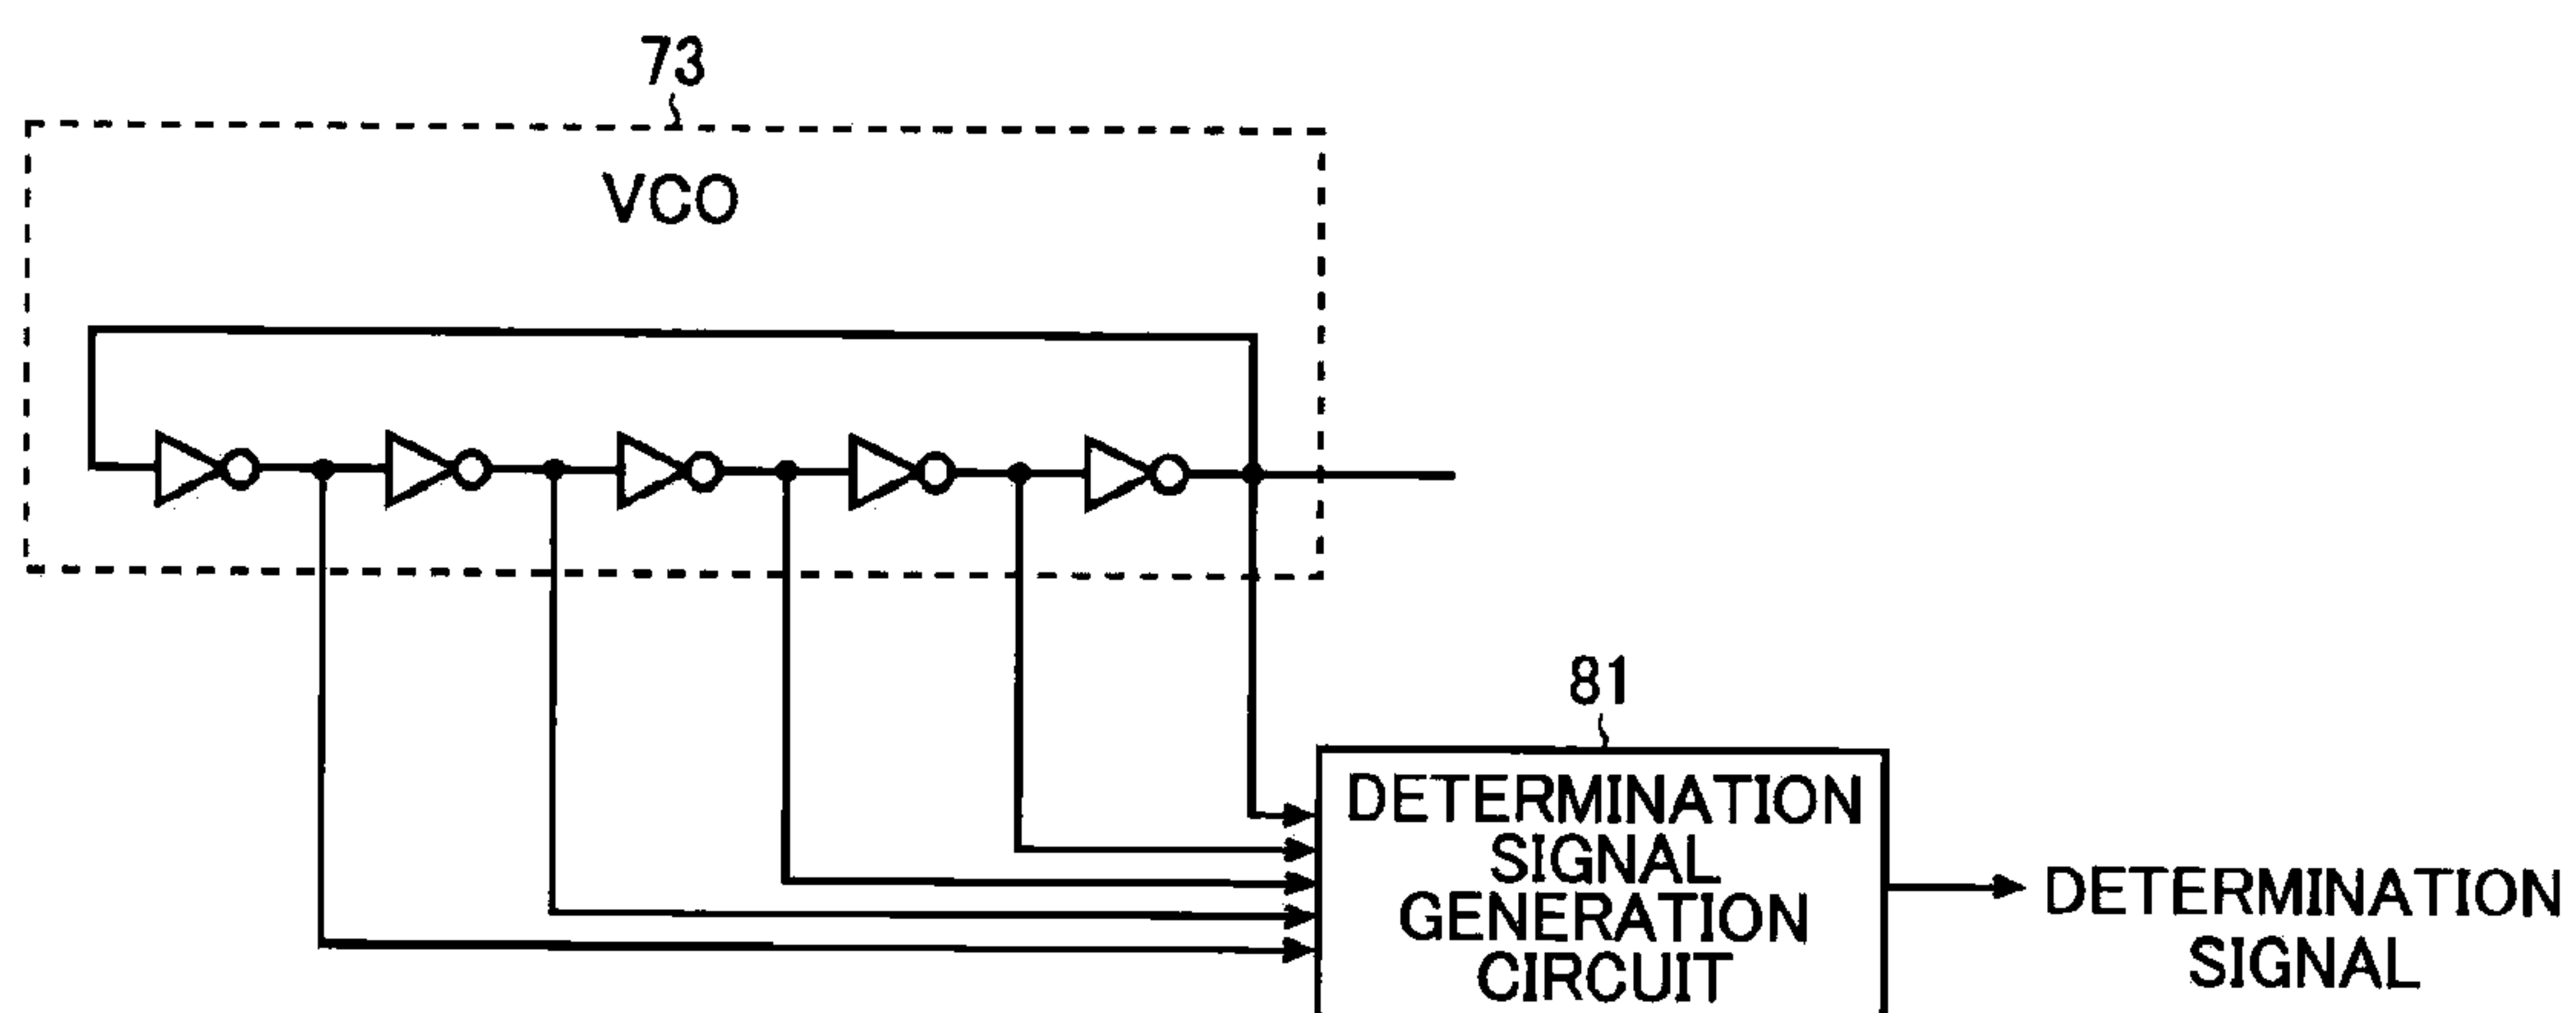 73
VCO
81
DETERMINATION
SIGNAL
GENERATION
CIRCUIT
DETERMINATION
SIGNAL